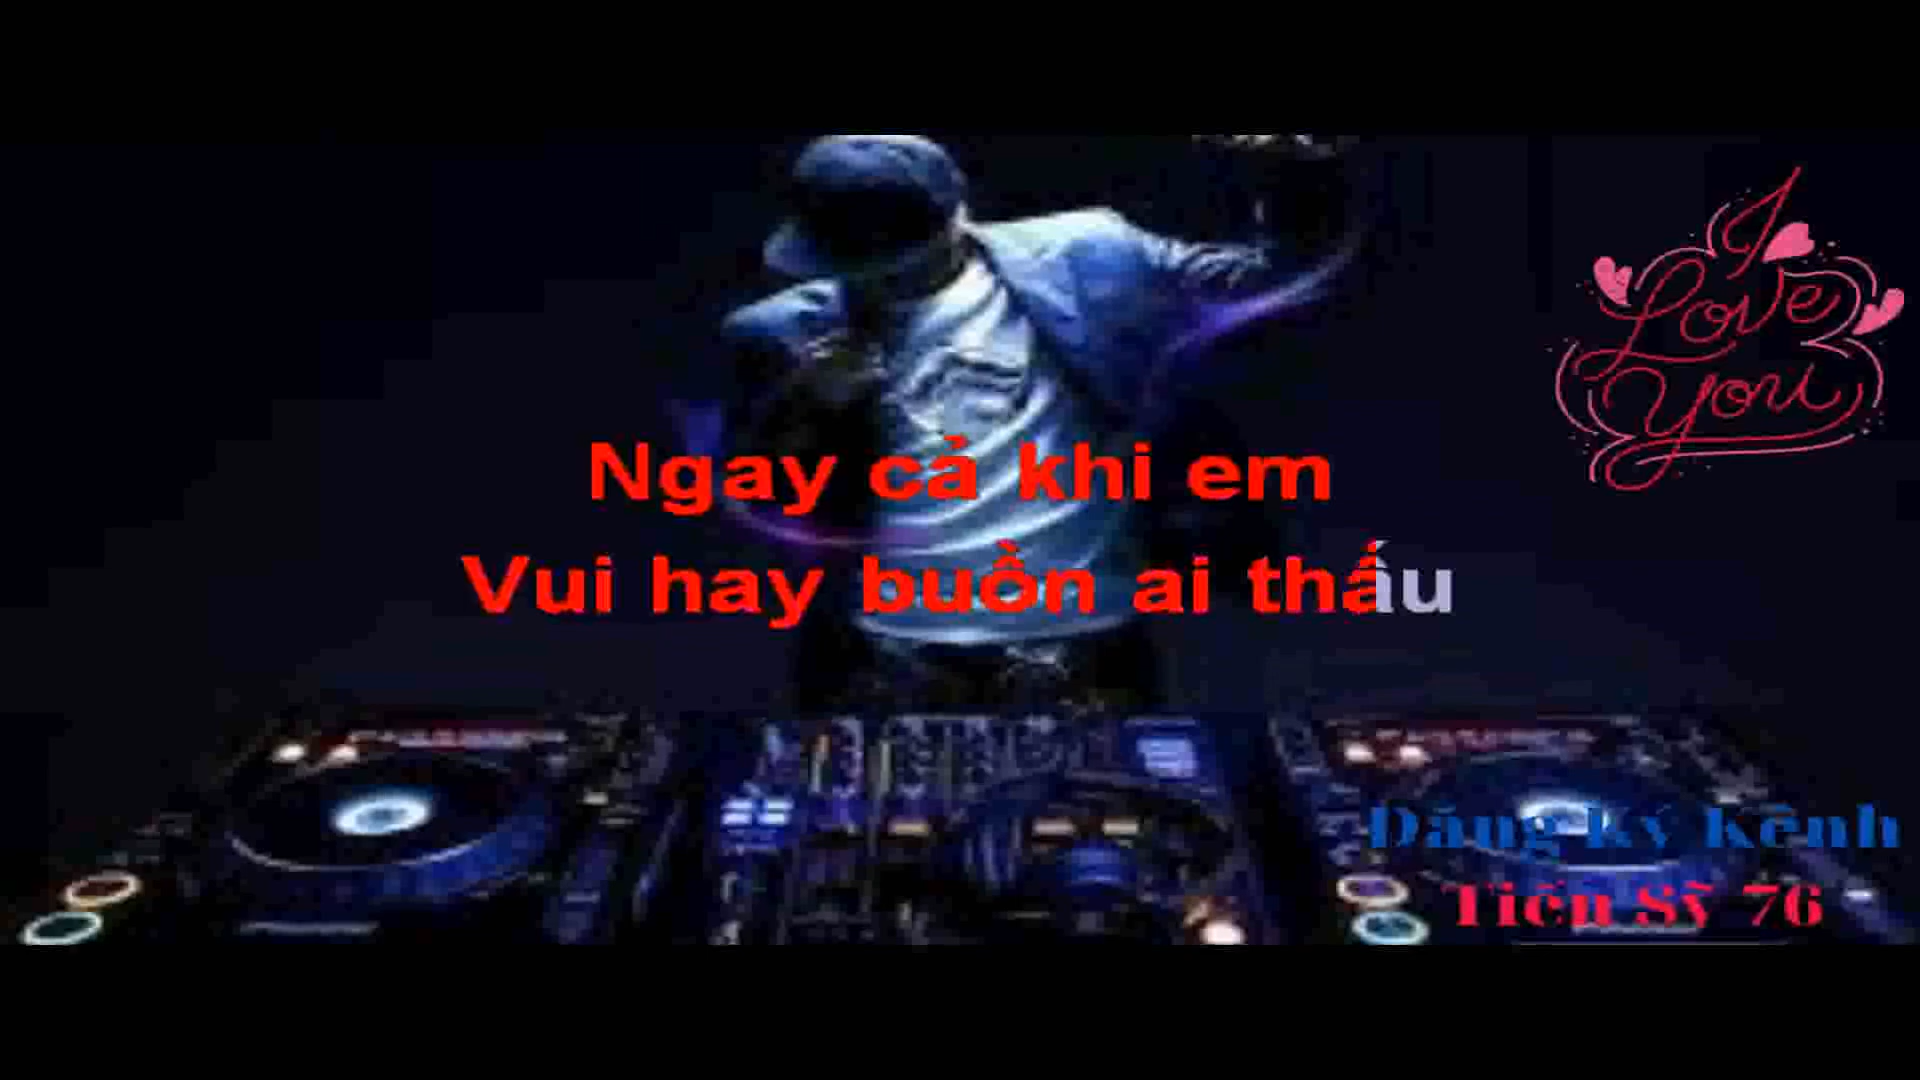 I
Love
You
Ngay cả khi em
Vui hay buồn ai thấu
Đăng Ký Kênh
Tiến Sỹ 76